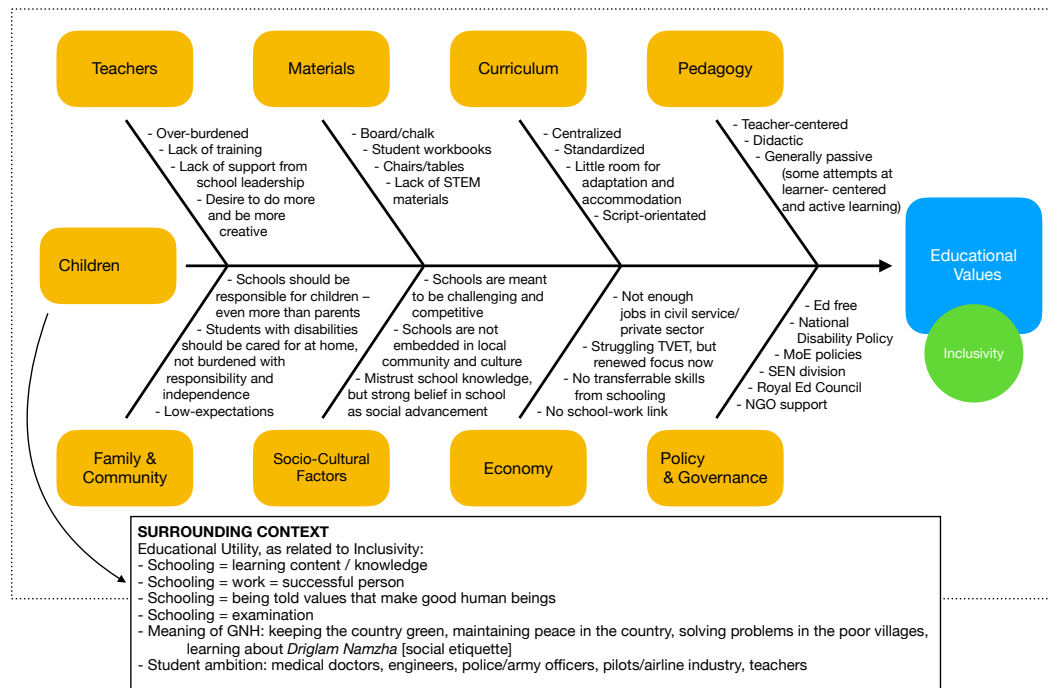 Teachers
Materials
Curriculum
Pedagogy
- Over-burdened
- Lack of training
- Lack of support from
school leadership
- Desire to do more
and be more
creative
- Board/chalk
- Student workbooks
- Chairs/tables
- Lack of STEM
materials
- Centralized
- Standardized
- Little room for
adaptation and
accommodation
- Script-orientated
- Teacher-centered
- Didactic
- Generally passive
(some attempts at
learner- centered
and active learning)
Children
Educational
Values
Inclusivity
- Schools should be
responsible for children –
even more than parents
- Students with disabilities
should be cared for at home,
not burdened with
responsibility and
independence
- Low-expectations
- Schools are meant
to be challenging and
competitive
- Schools are not
embedded in local
community and culture
- Mistrust school knowledge,
but strong belief in school
as social advancement
- Not enough
jobs in civil service/
private sector
- Struggling TVET, but
renewed focus now
- No transferrable skills
from schooling
- No school-work link
- Ed free
- National
Disability Policy
- MoE policies
- SEN division
- Royal Ed Council
- NGO support
Family &
Community
Socio-Cultural
Factors
Economy
Policy
& Governance
SURROUNDING CONTEXT
Educational Utility, as related to Inclusivity:
- Schooling = learning content / knowledge
- Schooling = work = successful person
- Schooling = being told values that make good human beings
- Schooling = examination
- Meaning of GNH: keeping the country green, maintaining peace in the country, solving problems in the poor villages,
learning about Driglam Namzha [social etiquette]
- Student ambition: medical doctors, engineers, police/army officers, pilots/airline industry, teachers